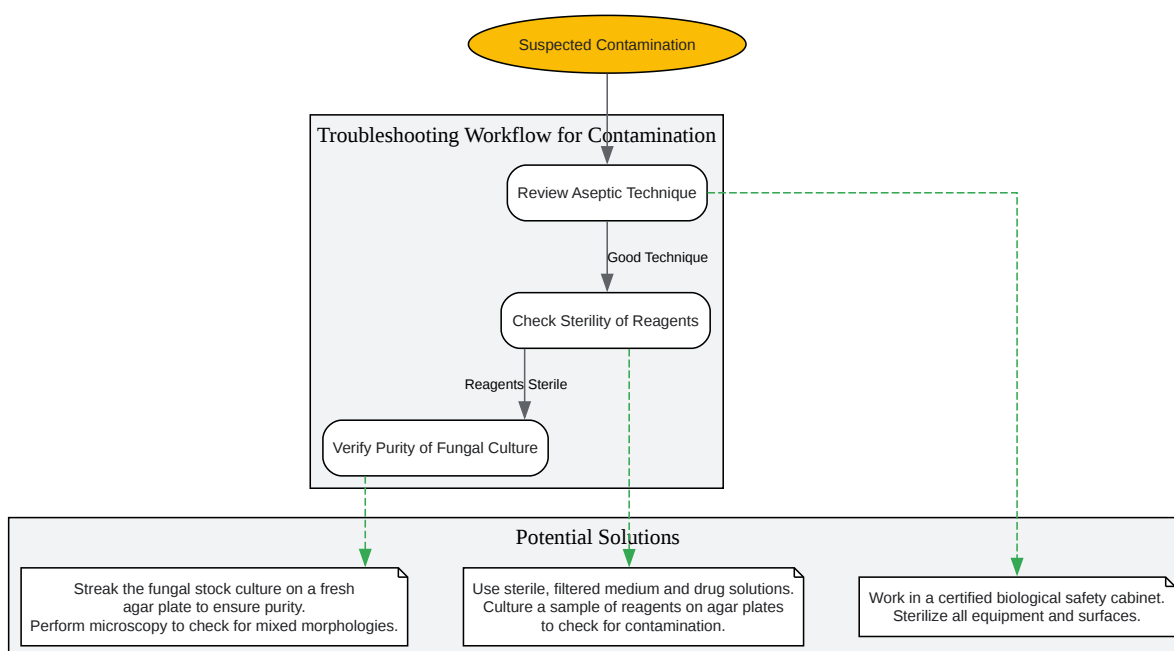 Suspected Contamination
Troubleshooting Workflow for Contamination
Review Aseptic Technique
Good Technique
Check Sterility of Reagents
Reagents Sterile
Verify Purity of Fungal Culture
Potential Solutions
Streak the fungal stock culture on a fresh
agar plate to ensure purity.
Perform microscopy to check for mixed morphologies.
Use sterile, filtered medium and drug solutions.
Culture a sample of reagents on agar plates
to check for contamination.
Work in a certified biological safety cabinet.
Sterilize all equipment and surfaces.